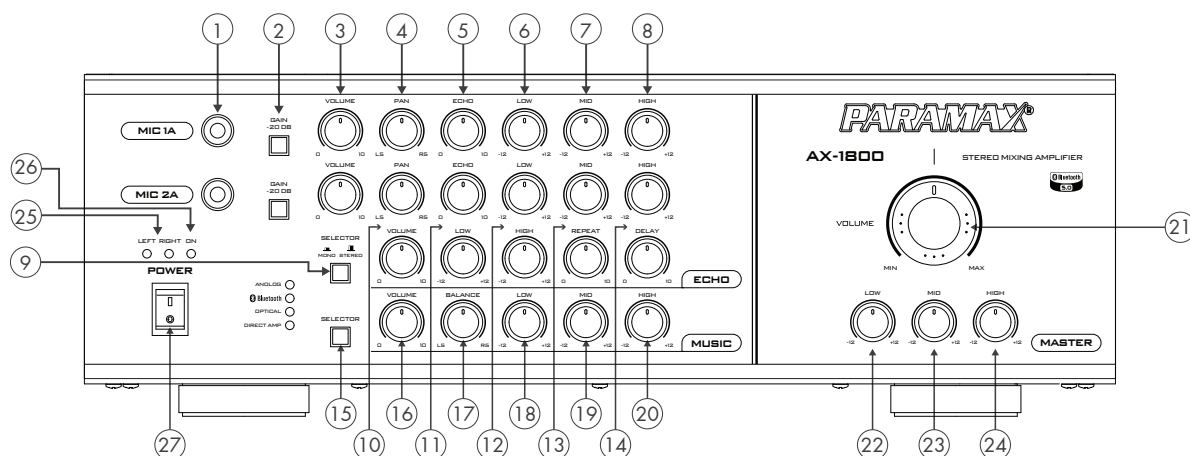 1 2 3 4 5 6 7 8
VOLUME PAN ECHO LOW MID HIGH
MIC 1A
GAIN
-20 DB
0 10 L5 R5 0 10 -12 +12 -12 +12 -12 +12
VOLUME PAN ECHO LOW MID HIGH
MIC 2A
GAIN
-20 DB
0 10 L5 R5 0 10 -12 +12 -12 +12 -12 +12
26
25
LEFT RIGHT ON
POWER
9
SELECTOR
MONO STEREO
10 VOLUME 11 LOW 12 HIGH 13 REPEAT 14 DELAY
0 10 -12 +12 -12 +12 0 10 0 10
ECHO
ANALOG
Bluetooth
OPTICAL
DIRECT AMP
SELECTOR
VOLUME BALANCE LOW MID HIGH
0 10 L5 R5 -12 +12 -12 +12 -12 +12
MUSIC
PARAMAX®
AX-1800 STEREO MIXING AMPLIFIER
Bluetooth
5.0
VOLUME
21
MIN MAX
LOW MID HIGH
-12 +12 -12 +12 -12 +12
MASTER
27 15 16 17 18 19 20 22 23 24